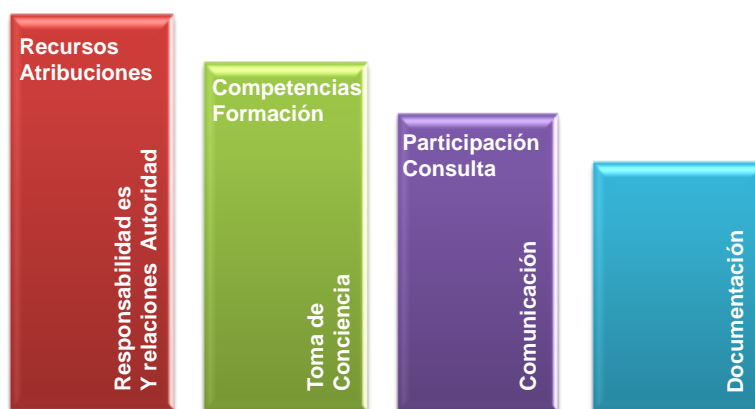 Recursos
Atribuciones
Responsabilidad es
Y relaciones Autoridad
Competencias
Formación
Toma de
Conciencia
Participación
Consulta
Comunicación
Documentación